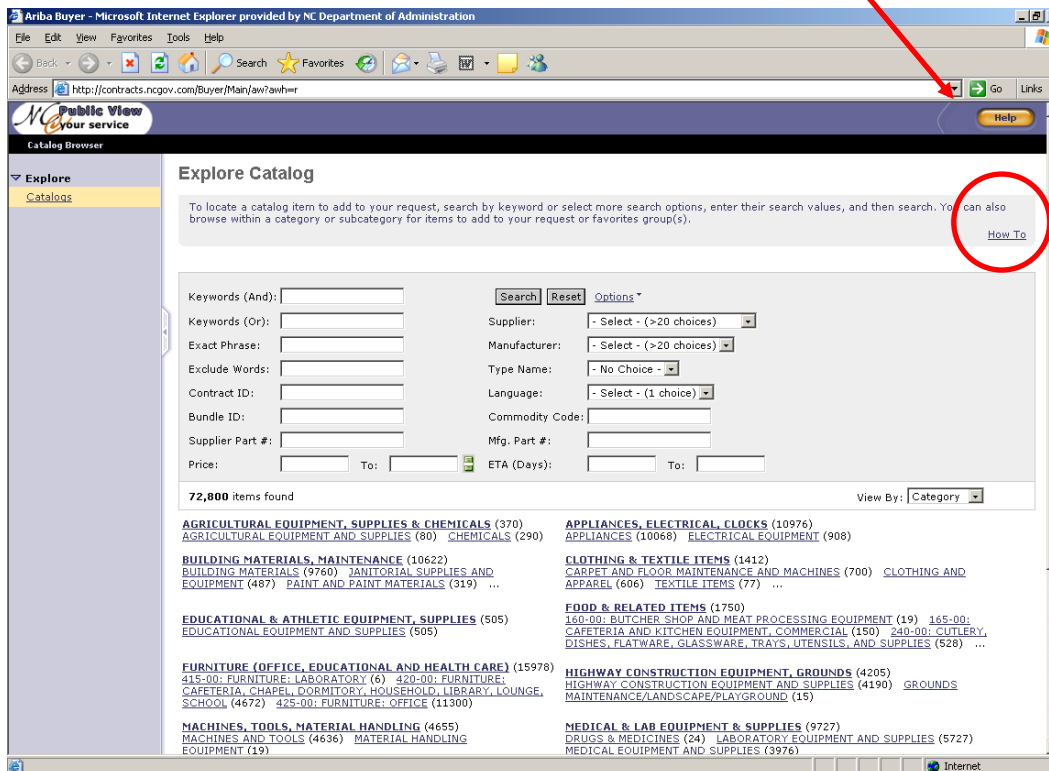 Ariba Buyer - Microsoft Internet Explorer provided by NC Department of Administration
File Edit View Favorites Tools Help
Back Search Favorites
Address http://contracts.ncgov.com/Buyer/Main/aw?awh=r Go Links
NC Public View
@your service
Help
Catalog Browser
Explore
Catalogs
Explore Catalog
To locate a catalog item to add to your request, search by keyword or select more search options, enter their search values, and then search. You can also
browse within a category or subcategory for items to add to your request or favorites group(s).
How To
Keywords (And): Search Reset Options
Keywords (Or): Supplier: - Select - (>20 choices)
Exact Phrase: Manufacturer: - Select - (>20 choices)
Exclude Words: Type Name: - No Choice -
Contract ID: Language: - Select - (1 choice)
Bundle ID: Commodity Code:
Supplier Part #: Mfg. Part #:
Price: To: ETA (Days): To:
72,800 items found View By: Category
AGRICULTURAL EQUIPMENT, SUPPLIES & CHEMICALS (370)
AGRICULTURAL EQUIPMENT AND SUPPLIES (80) CHEMICALS (290)
APPLIANCES, ELECTRICAL, CLOCKS (10976)
APPLIANCES (10068) ELECTRICAL EQUIPMENT (908)
BUILDING MATERIALS, MAINTENANCE (10622)
BUILDING MATERIALS (9760) JANITORIAL SUPPLIES AND
EQUIPMENT (487) PAINT AND PAINT MATERIALS (319) ...
CLOTHING & TEXTILE ITEMS (1412)
CARPET AND FLOOR MAINTENANCE AND MACHINES (700) CLOTHING AND
APPAREL (606) TEXTILE ITEMS (77) ...
EDUCATIONAL & ATHLETIC EQUIPMENT, SUPPLIES (505)
EDUCATIONAL EQUIPMENT AND SUPPLIES (505)
FOOD & RELATED ITEMS (1750)
160-00: BUTCHER SHOP AND MEAT PROCESSING EQUIPMENT (19) 165-00:
CAFETERIA AND KITCHEN EQUIPMENT, COMMERCIAL (150) 240-00: CUTLERY,
DISHES, FLATWARE, GLASSWARE, TRAYS, UTENSILS, AND SUPPLIES (528) ...
FURNITURE (OFFICE, EDUCATIONAL AND HEALTH CARE) (15978)
415-00: FURNITURE: LABORATORY (6) 420-00: FURNITURE:
CAFETERIA, CHAPEL, DORMITORY, HOUSEHOLD, LIBRARY, LOUNGE,
SCHOOL (4672) 425-00: FURNITURE: OFFICE (11300)
HIGHWAY CONSTRUCTION EQUIPMENT, GROUNDS (4205)
HIGHWAY CONSTRUCTION EQUIPMENT AND SUPPLIES (4190) GROUNDS
MAINTENANCE/LANDSCAPE/PLAYGROUND (15)
MACHINES, TOOLS, MATERIAL HANDLING (4655)
MACHINES AND TOOLS (4636) MATERIAL HANDLING
EQUIPMENT (19)
MEDICAL & LAB EQUIPMENT & SUPPLIES (9727)
DRUGS & MEDICINES (24) LABORATORY EQUIPMENT AND SUPPLIES (5727)
MEDICAL EQUIPMENT AND SUPPLIES (3976)
Internet